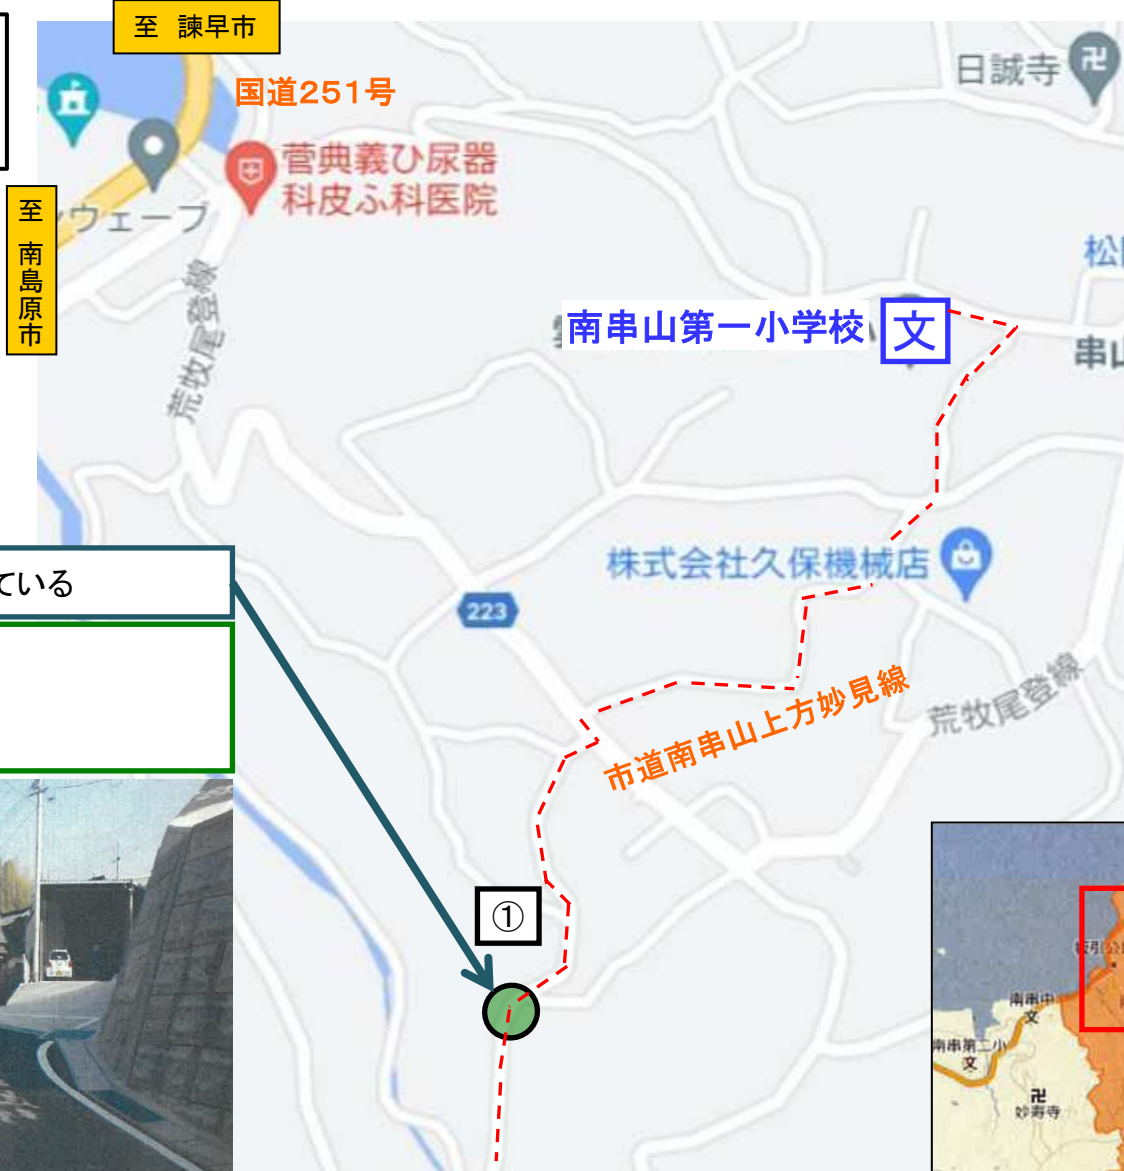 至 諫早市
国道251号
日誠寺
菅典義ひ尿器
科皮ふ科医院
至 南島原市
ウェーブ
荒牧尾登線
南串山第一小学校
文
串山
ている
株式会社久保機械店
223
市道南串山上方妙見線
荒牧尾登線
①
南串中
文
南串第二小
文
卍
妙寿寺